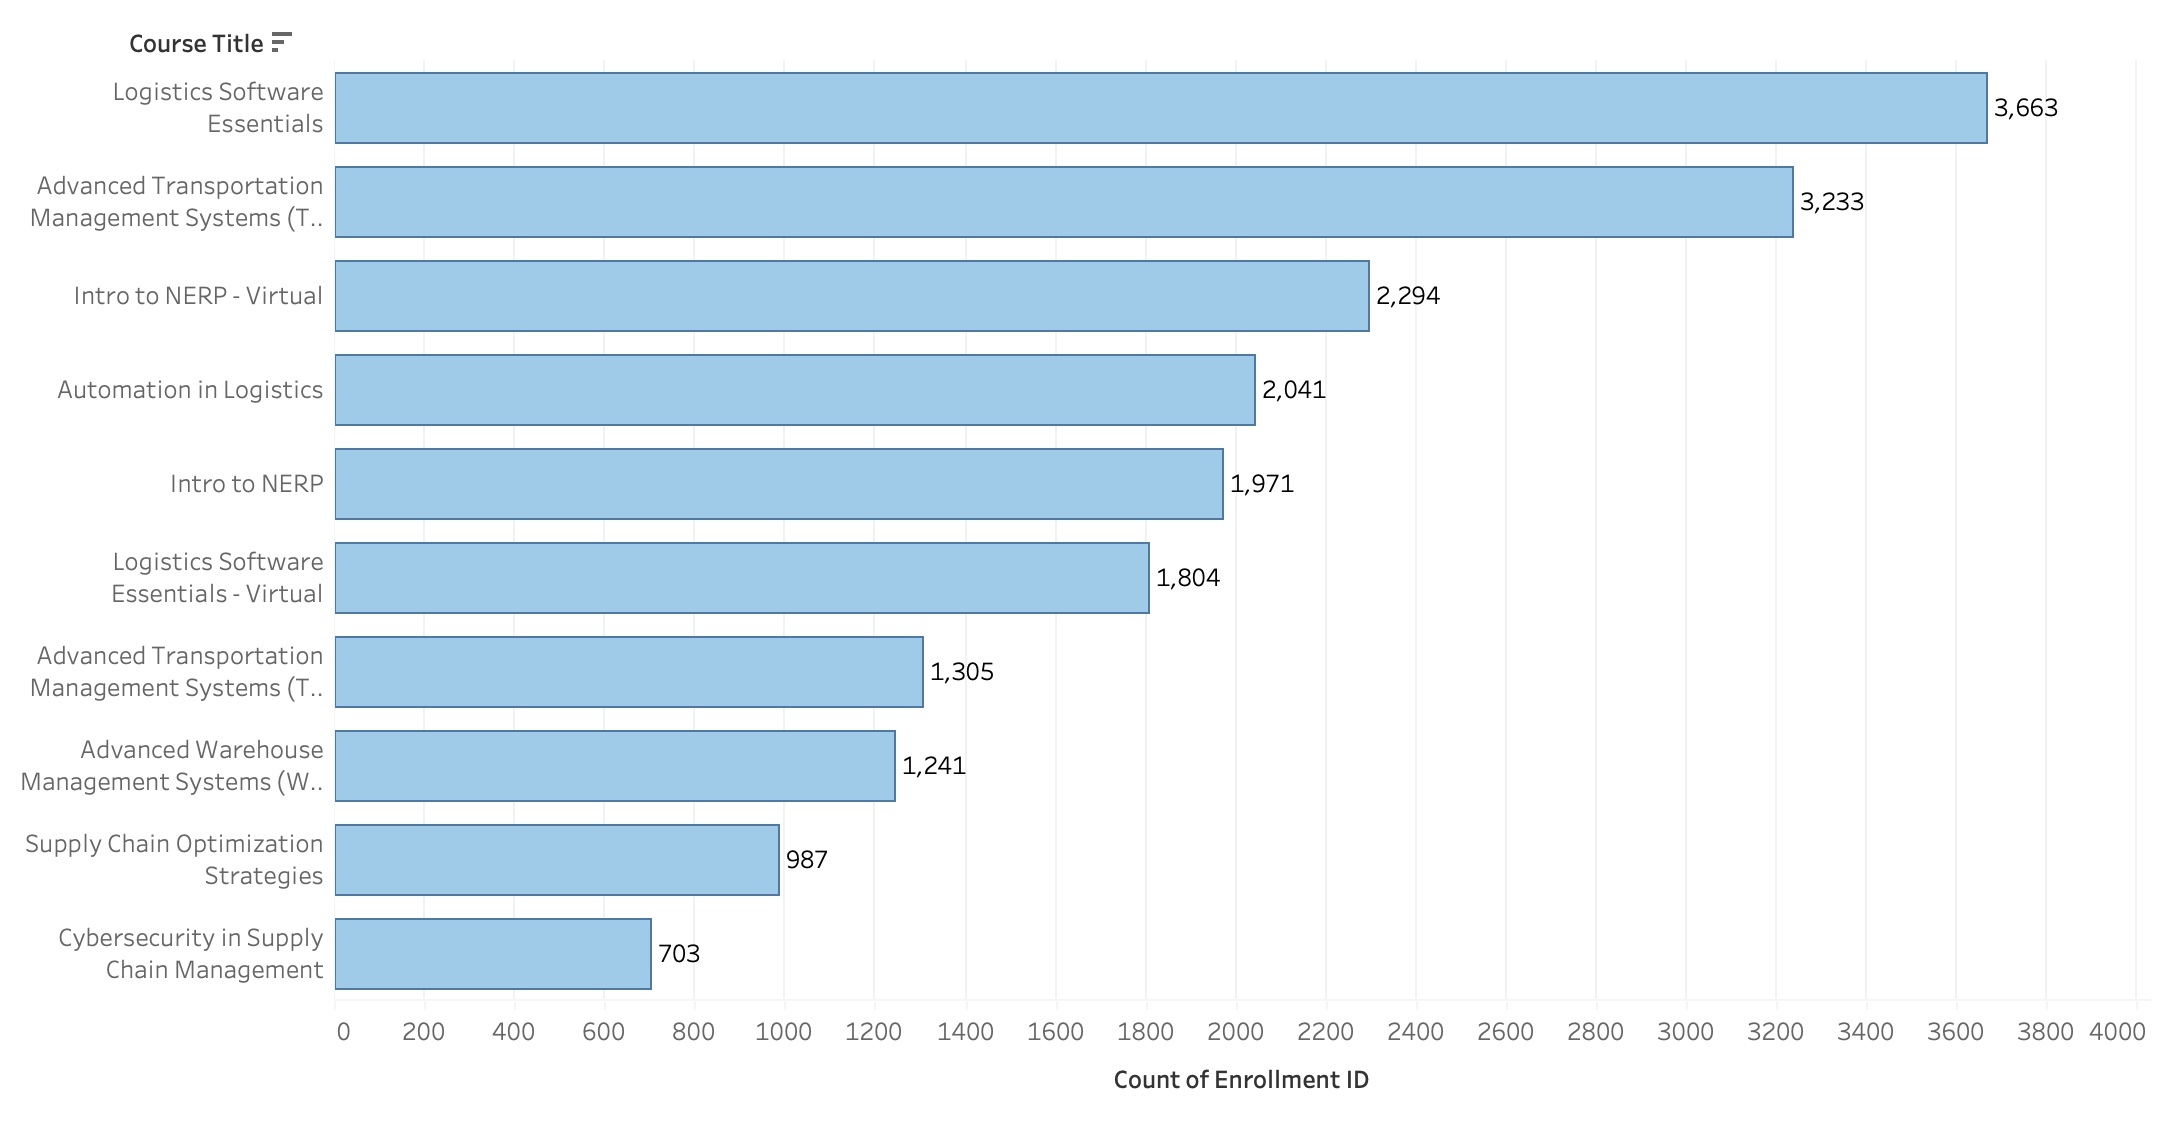 Course Title
Logistics Software
Essentials
3,663
Advanced Transportation
Management Systems (T..
3,233
Intro to NERP - Virtual
2,294
Automation in Logistics
2,041
Intro to NERP
1,971
Logistics Software
Essentials - Virtual
1,804
Advanced Transportation
Management Systems (T..
1,305
Advanced Warehouse
Management Systems (W..
1,241
Supply Chain Optimization
Strategies
987
Cybersecurity in Supply
Chain Management
703
0 200 400 600 800 1000 1200 1400 1600 1800 2000 2200 2400 2600 2800 3000 3200 3400 3600 3800 4000
Count of Enrollment ID